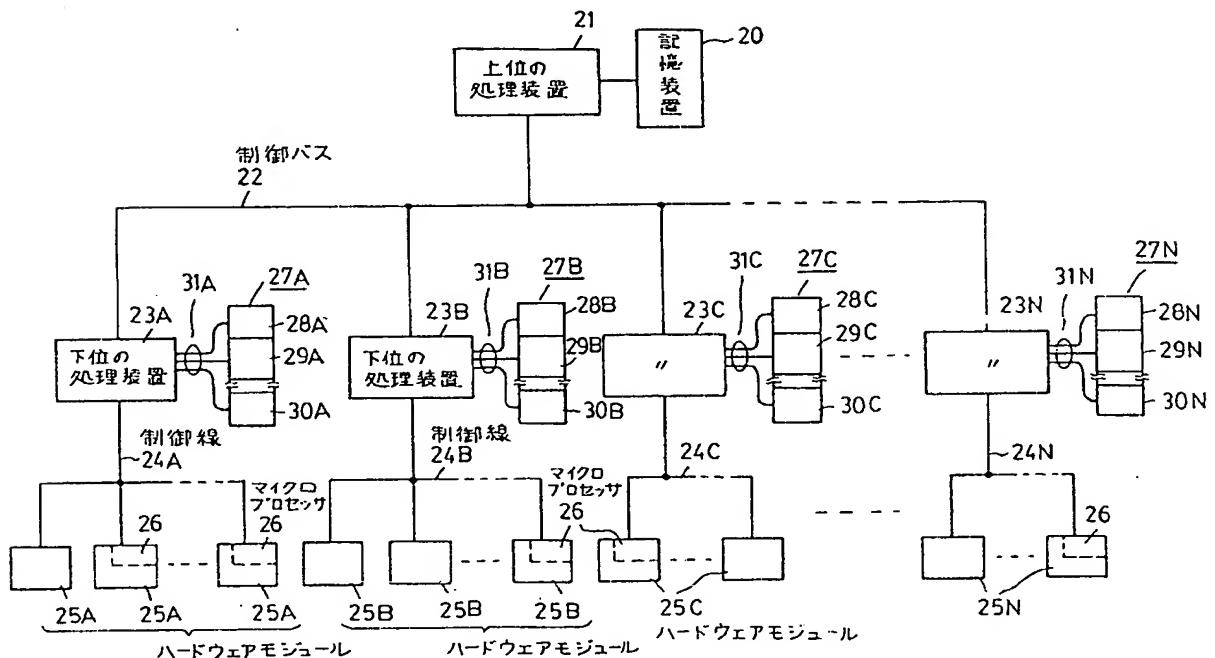 21
20
上位の
処理装置
記憶装置
制御バス
22
31A
27A
31B
27B
31C
27C
27N
23A
28A
23B
28B
23C
28C
23N
31N
28N
下位の
処理装置
29A
下位の
処理装置
29B
〃
29C
〃
29N
30A
30B
30C
30N
制御線
24A
制御線
24B
24C
24N
マイクロ
プロセッサ
マイクロ
プロセッサ
26
26
26
26
26
25A
25A
25A
25B
25B
25B
25C
25N
ハードウェアモジュール
ハードウェアモジュール
ハードウェアモジュール